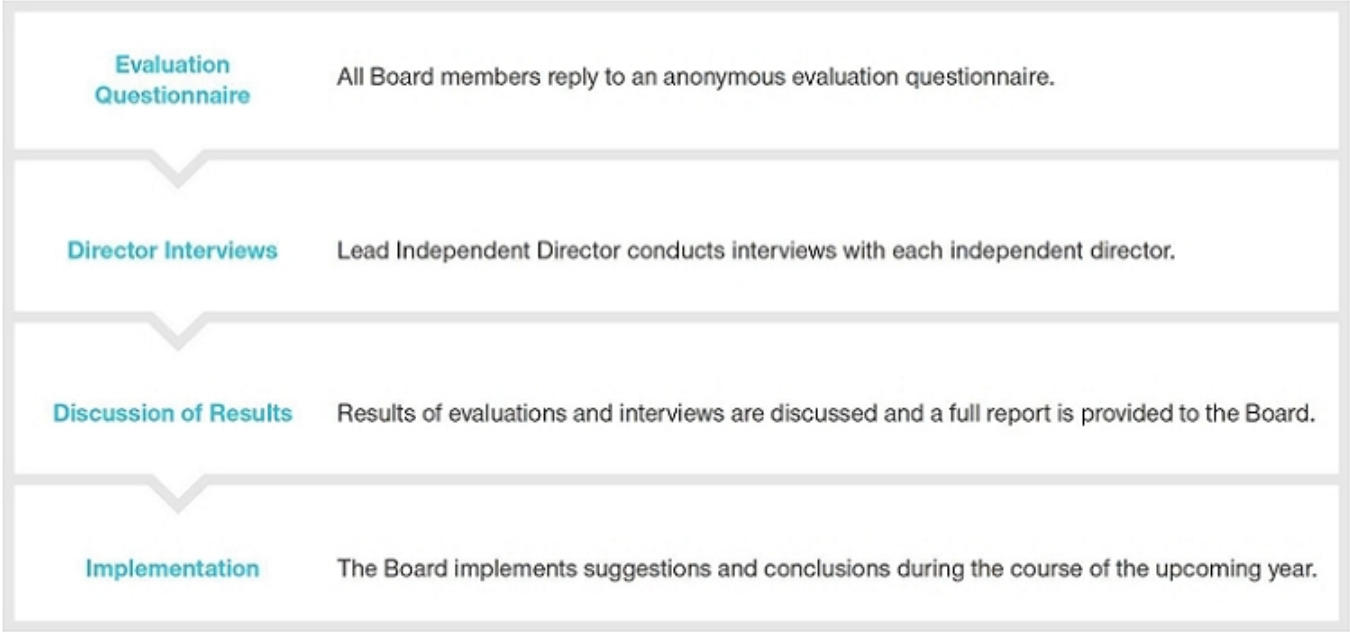 Evaluation
Questionnaire
All Board members reply to an anonymous evaluation questionnaire.
Director Interviews
Lead Independent Director conducts interviews with each independent director.
Discussion of Results
Results of evaluations and interviews are discussed and a full report is provided to the Board.
Implementation
The Board implements suggestions and conclusions during the course of the upcoming year.